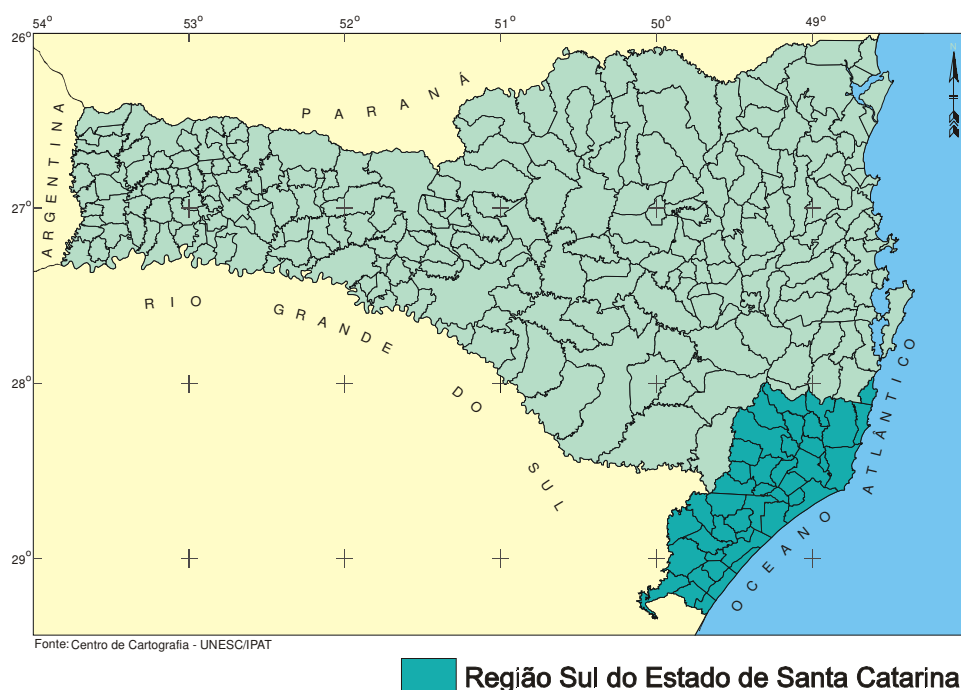 54° 53° 52° 51° 50° 49°
26°
N
PARANÁ
ARGENTINA
27°
RIO GRANDE DO SUL
28°
OCEANO ATLÂNTICO
29°
Fonte: Centro de Cartografia - UNESC/IPAT
Região Sul do Estado de Santa Catarina